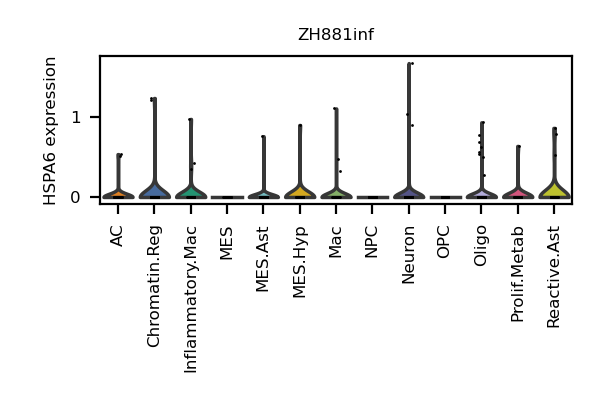 ZH881inf
HSPA6 expression
1
0
AC
Chromatin.Reg
Inflammatory.Mac
MES
MES.Ast
MES.Hyp
Mac
NPC
Neuron
OPC
Oligo
Prolif.Metab
Reactive.Ast